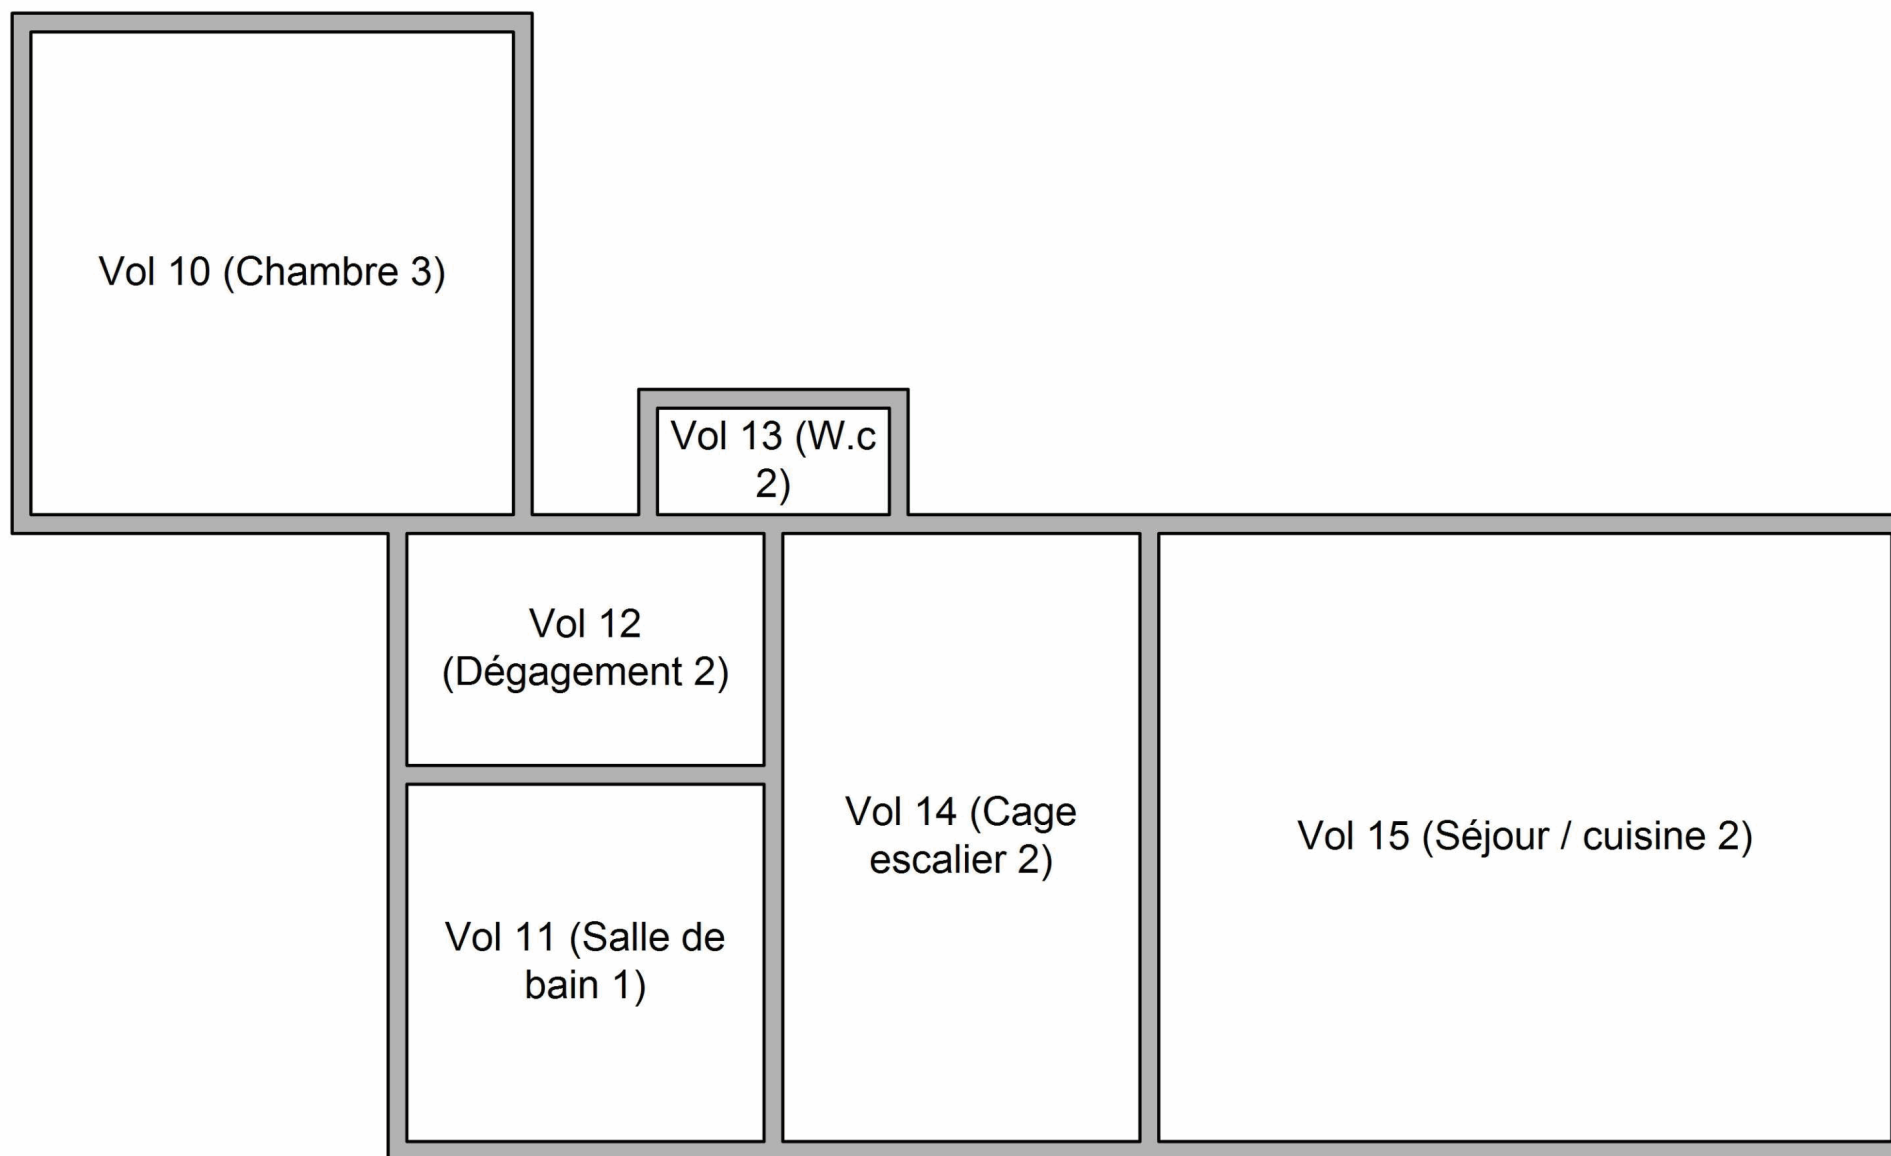 Vol 10 (Chambre 3)
Vol 13 (W.c
2)
Vol 12
(Dégagement 2)
Vol 14 (Cage
escalier 2)
Vol 15 (Séjour / cuisine 2)
Vol 11 (Salle de
bain 1)